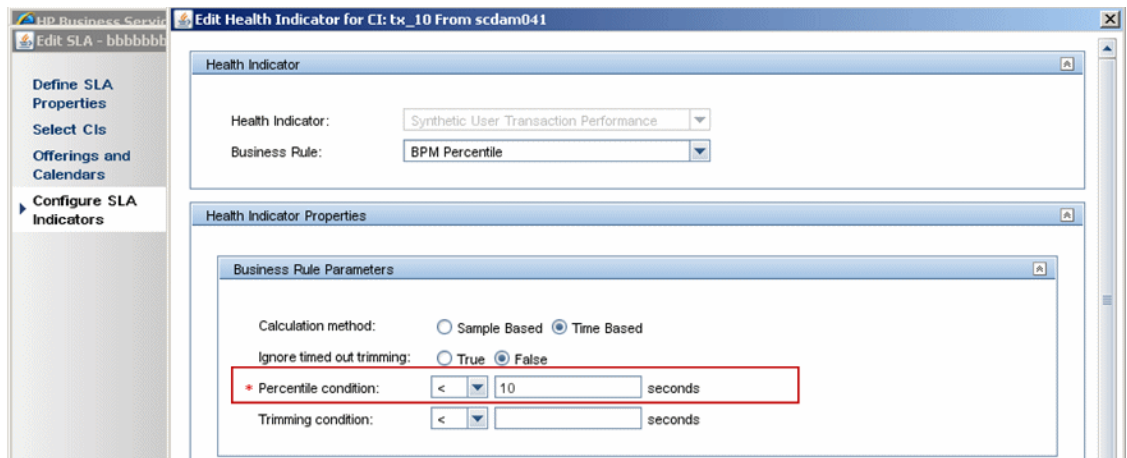 HP Business Servic
Edit SLA - bbbbbbb
Define SLA
Properties
Select CIs
Offerings and
Calendars
Configure SLA
Indicators
Edit Health Indicator for CI: tx_10 From scdam041
Health Indicator
Health Indicator: Synthetic User Transaction Performance
Business Rule: BPM Percentile
Health Indicator Properties
Business Rule Parameters
Calculation method: Sample Based Time Based
Ignore timed out trimming: True False
* Percentile condition: < 10 seconds
Trimming condition: < seconds